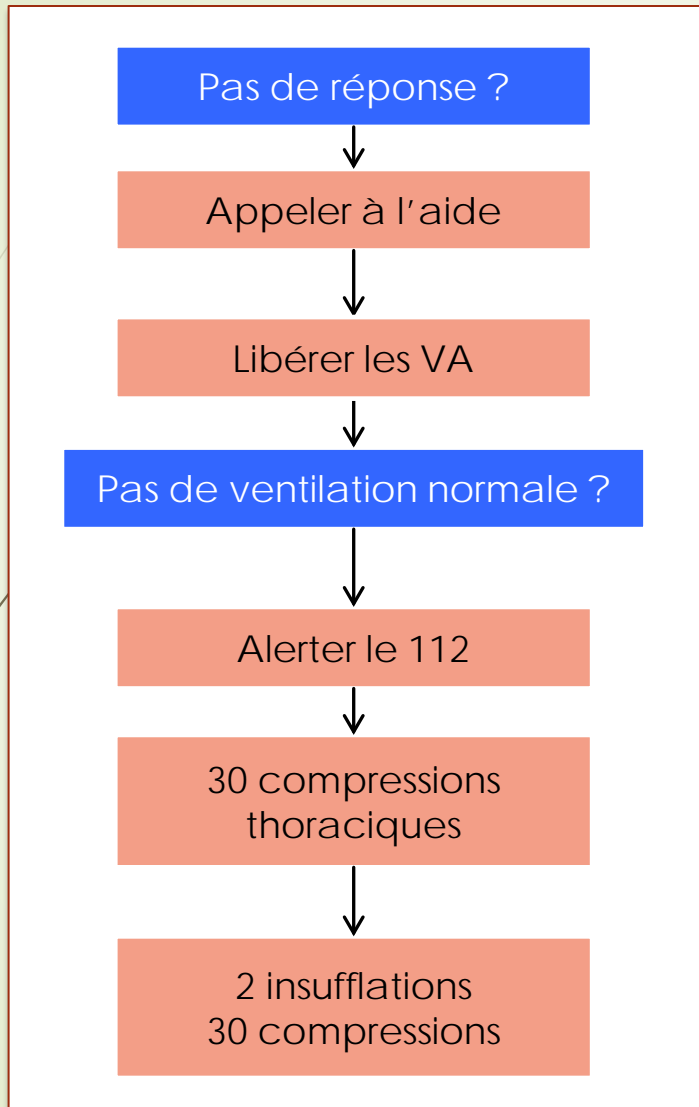 Pas de réponse ?
Appeler à l’aide
Libérer les VA
Pas de ventilation normale ?
Alerter le 112
30 compressions
thoraciques
2 insufflations
30 compressions